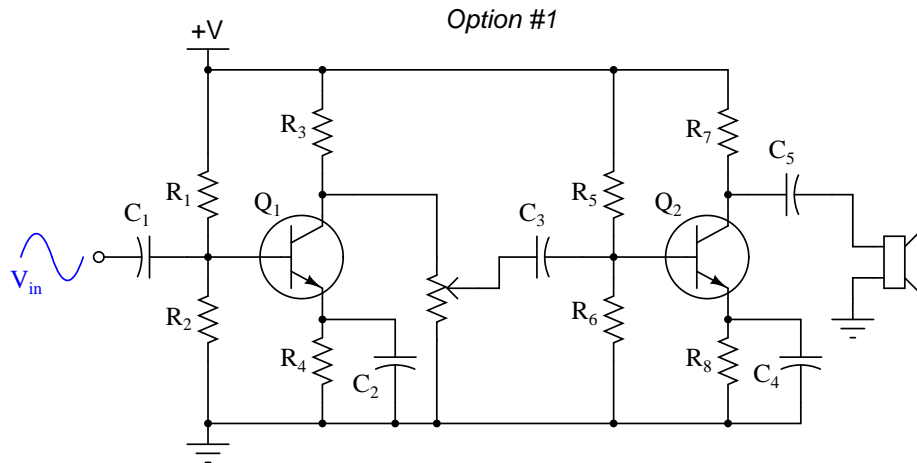 Option #1
+V
R3
R7
C5
R1
Q1
C3
R5
Q2
C1
Vin
R2
R6
R4
C2
R8
C4